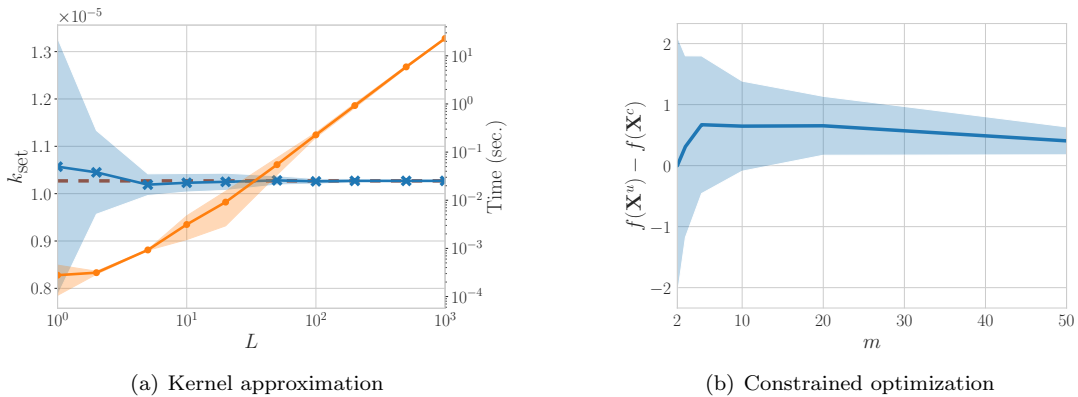 ×10⁻⁵
1.3
1.2
1.1
1.0
0.9
0.8
k_set
10¹
10⁰
10⁻¹
10⁻²
10⁻³
10⁻⁴
Time (sec.)
10⁰ 10¹ 10² 10³
L
(a) Kernel approximation
2
1
0
−1
−2
f(𝐗ᵘ) − f(𝐗ᶜ)
2 10 20 30 40 50
m
(b) Constrained optimization